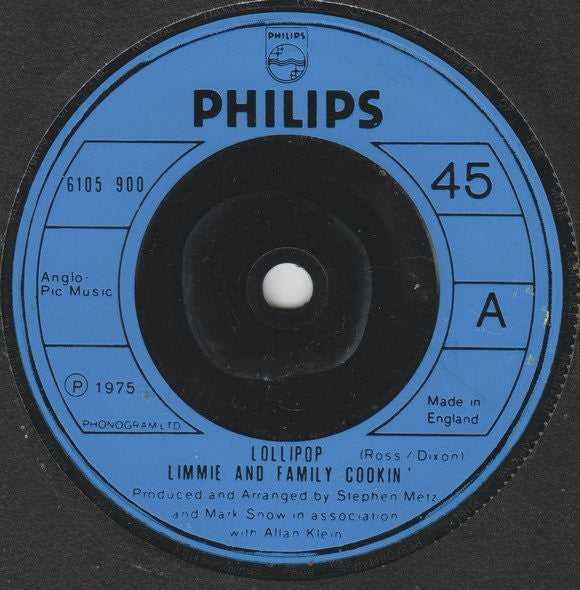 PHILIPS
PHILIPS
6105 900
45
Anglo-
Pic Music
A
Ⓟ 1975
Made in
England
PHONOGRAM LTD
LOLLIPOP (Ross / Dixon)
LIMMIE AND FAMILY COOKIN'
Produced and Arranged by Stephen Metz
and Mark Snow in association
with Allan Klein